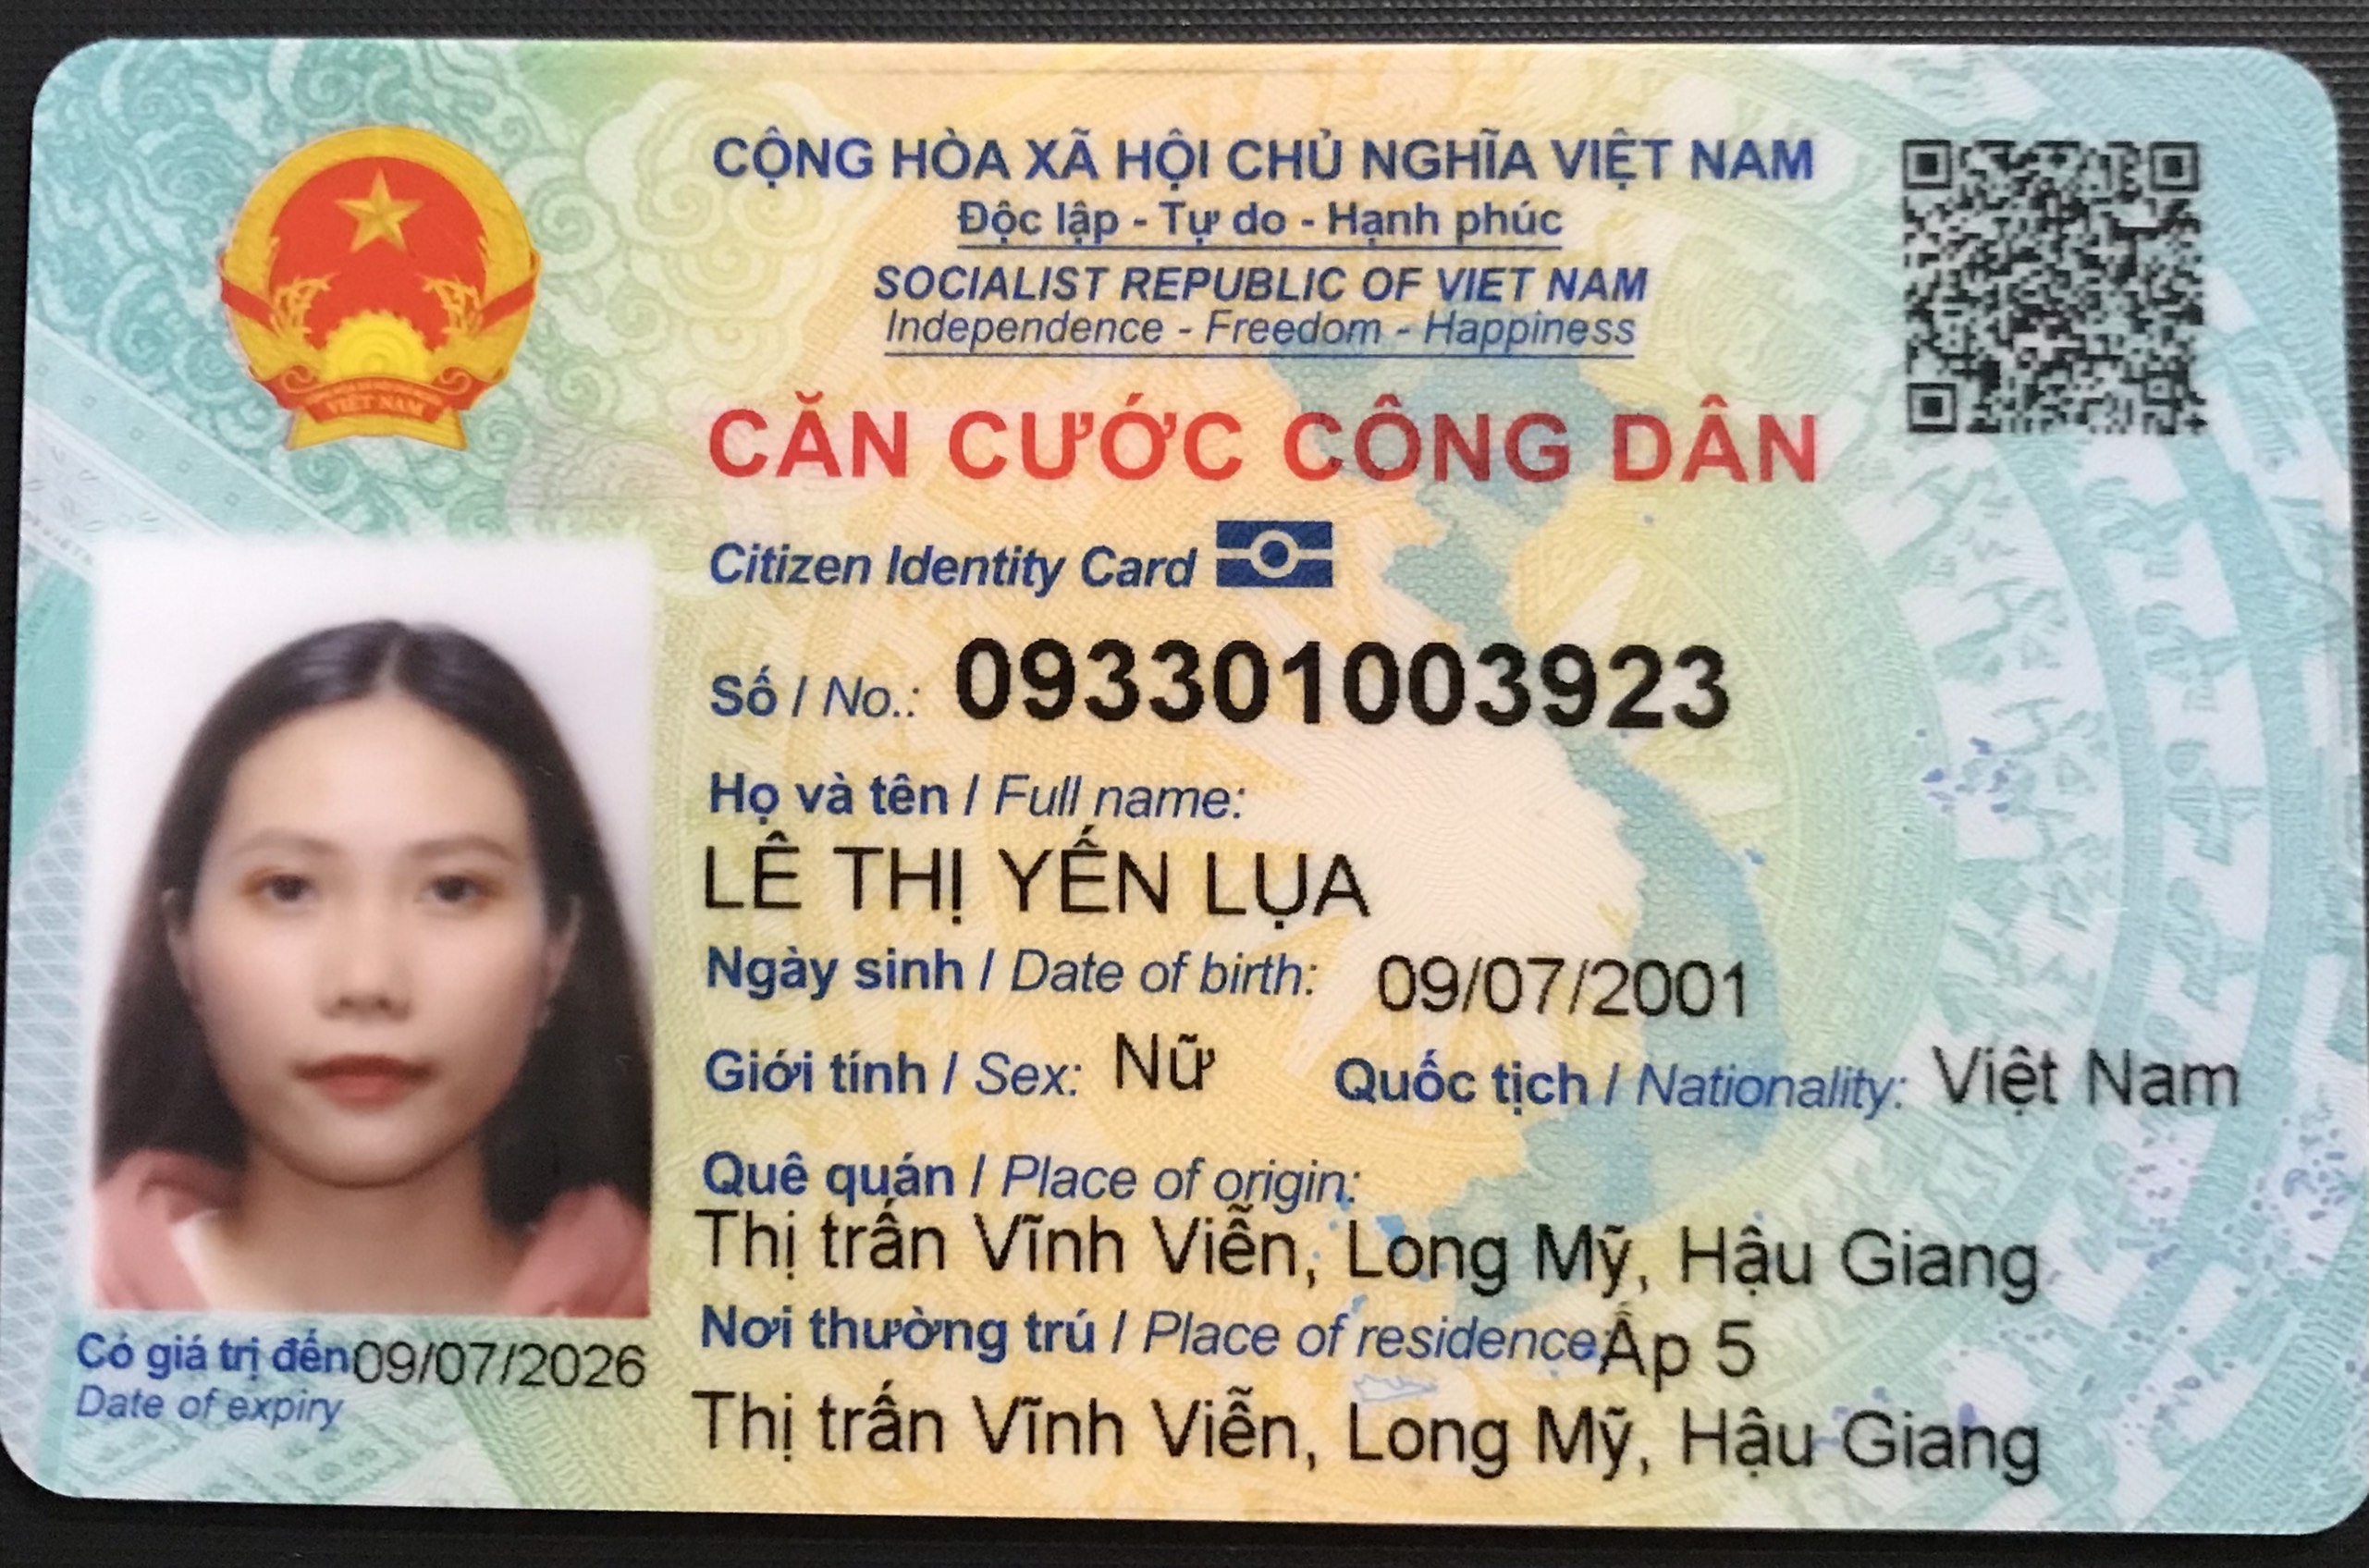 CỘNG HÒA XÃ HỘI CHỦ NGHĨA VIỆT NAM
Độc lập - Tự do - Hạnh phúc
SOCIALIST REPUBLIC OF VIET NAM
Independence - Freedom - Happiness
VIỆT NAM
CĂN CƯỚC CÔNG DÂN
Citizen Identity Card
Số / No.: 093301003923
Họ và tên / Full name:
LÊ THỊ YẾN LỤA
Ngày sinh / Date of birth: 09/07/2001
Giới tính / Sex: Nữ Quốc tịch / Nationality: Việt Nam
Quê quán / Place of origin:
Thị trấn Vĩnh Viễn, Long Mỹ, Hậu Giang
Nơi thường trú / Place of residence: Ấp 5
Thị trấn Vĩnh Viễn, Long Mỹ, Hậu Giang
Có giá trị đến 09/07/2026
Date of expiry